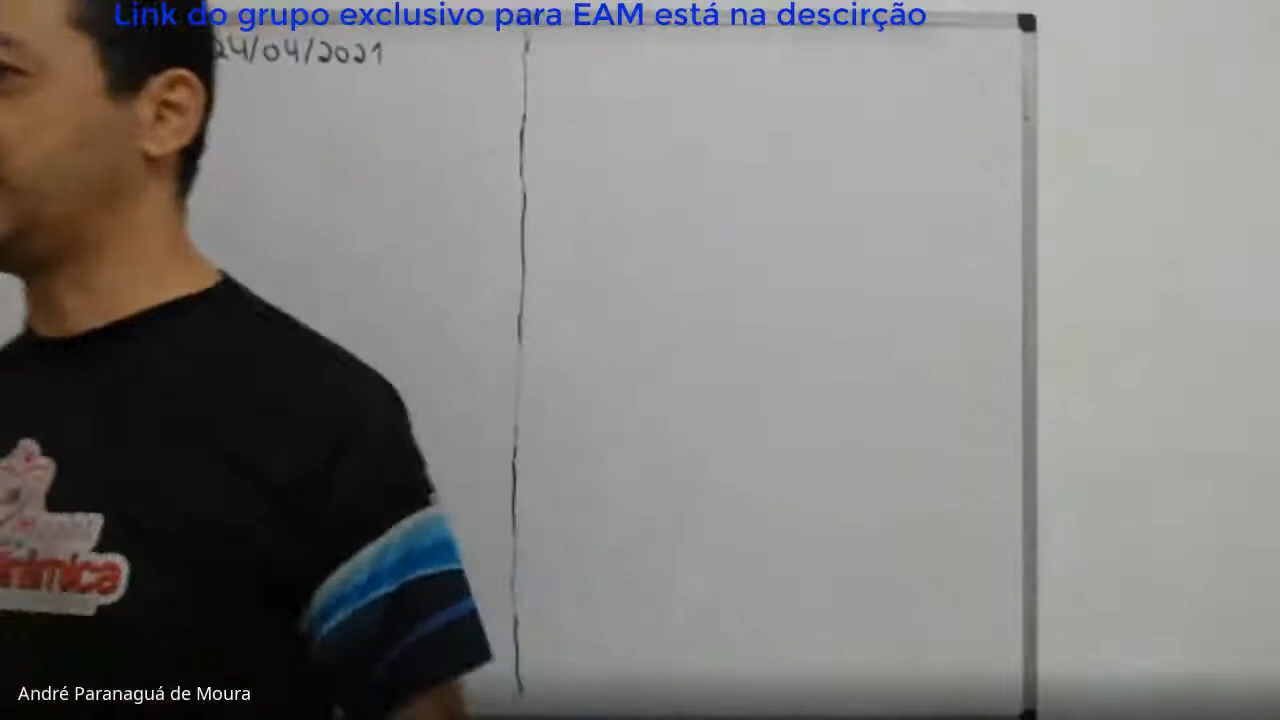 Link do grupo exclusivo para EAM está na descirção
24/04/2021
André Paranaguá de Moura